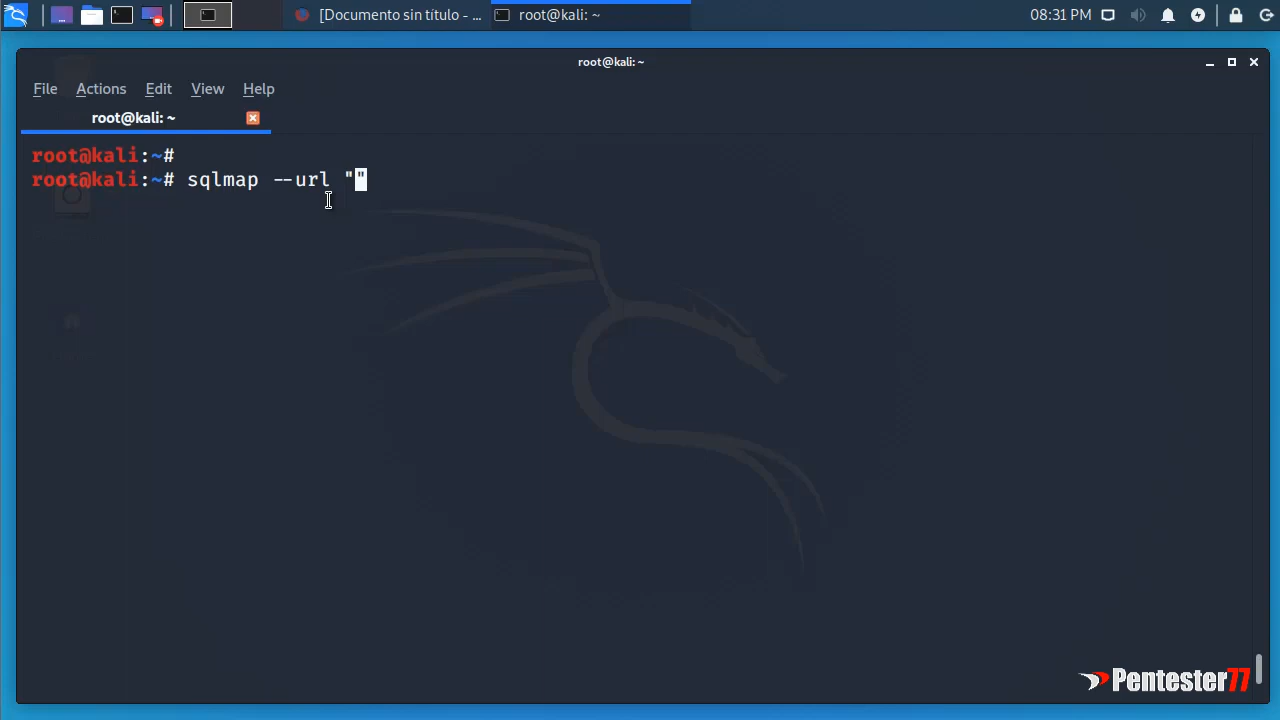 [Documento sin título - ...
root@kali: ~
08:31 PM
root@kali: ~
File Actions Edit View Help
root@kali: ~
root@kali:~#
root@kali:~# sqlmap --url ""
Pentester77